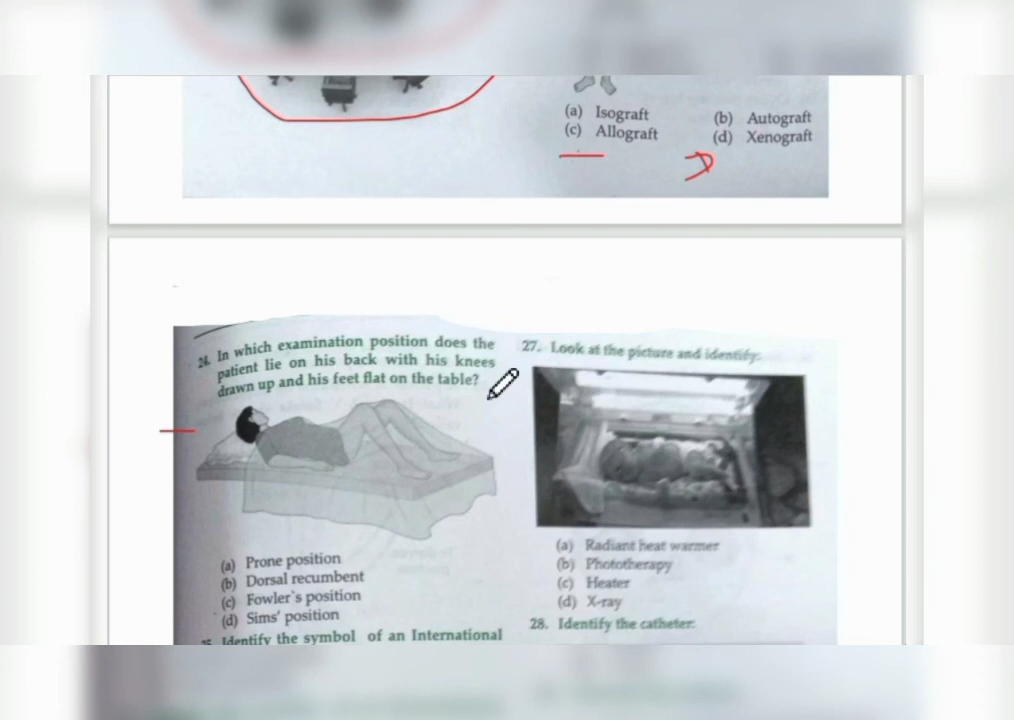 (a) Isograft
(b) Autograft
(c) Allograft
(d) Xenograft
24. In which examination position does the
patient lie on his back with his knees
drawn up and his feet flat on the table?
(a) Prone position
(b) Dorsal recumbent
(c) Fowler's position
(d) Sims' position
Identify the symbol of an International
27. Look at the picture and identify:
(a) Radiant heat warmer
(b) Phototherapy
(c) Heater
(d) X-ray
28. Identify the catheter: